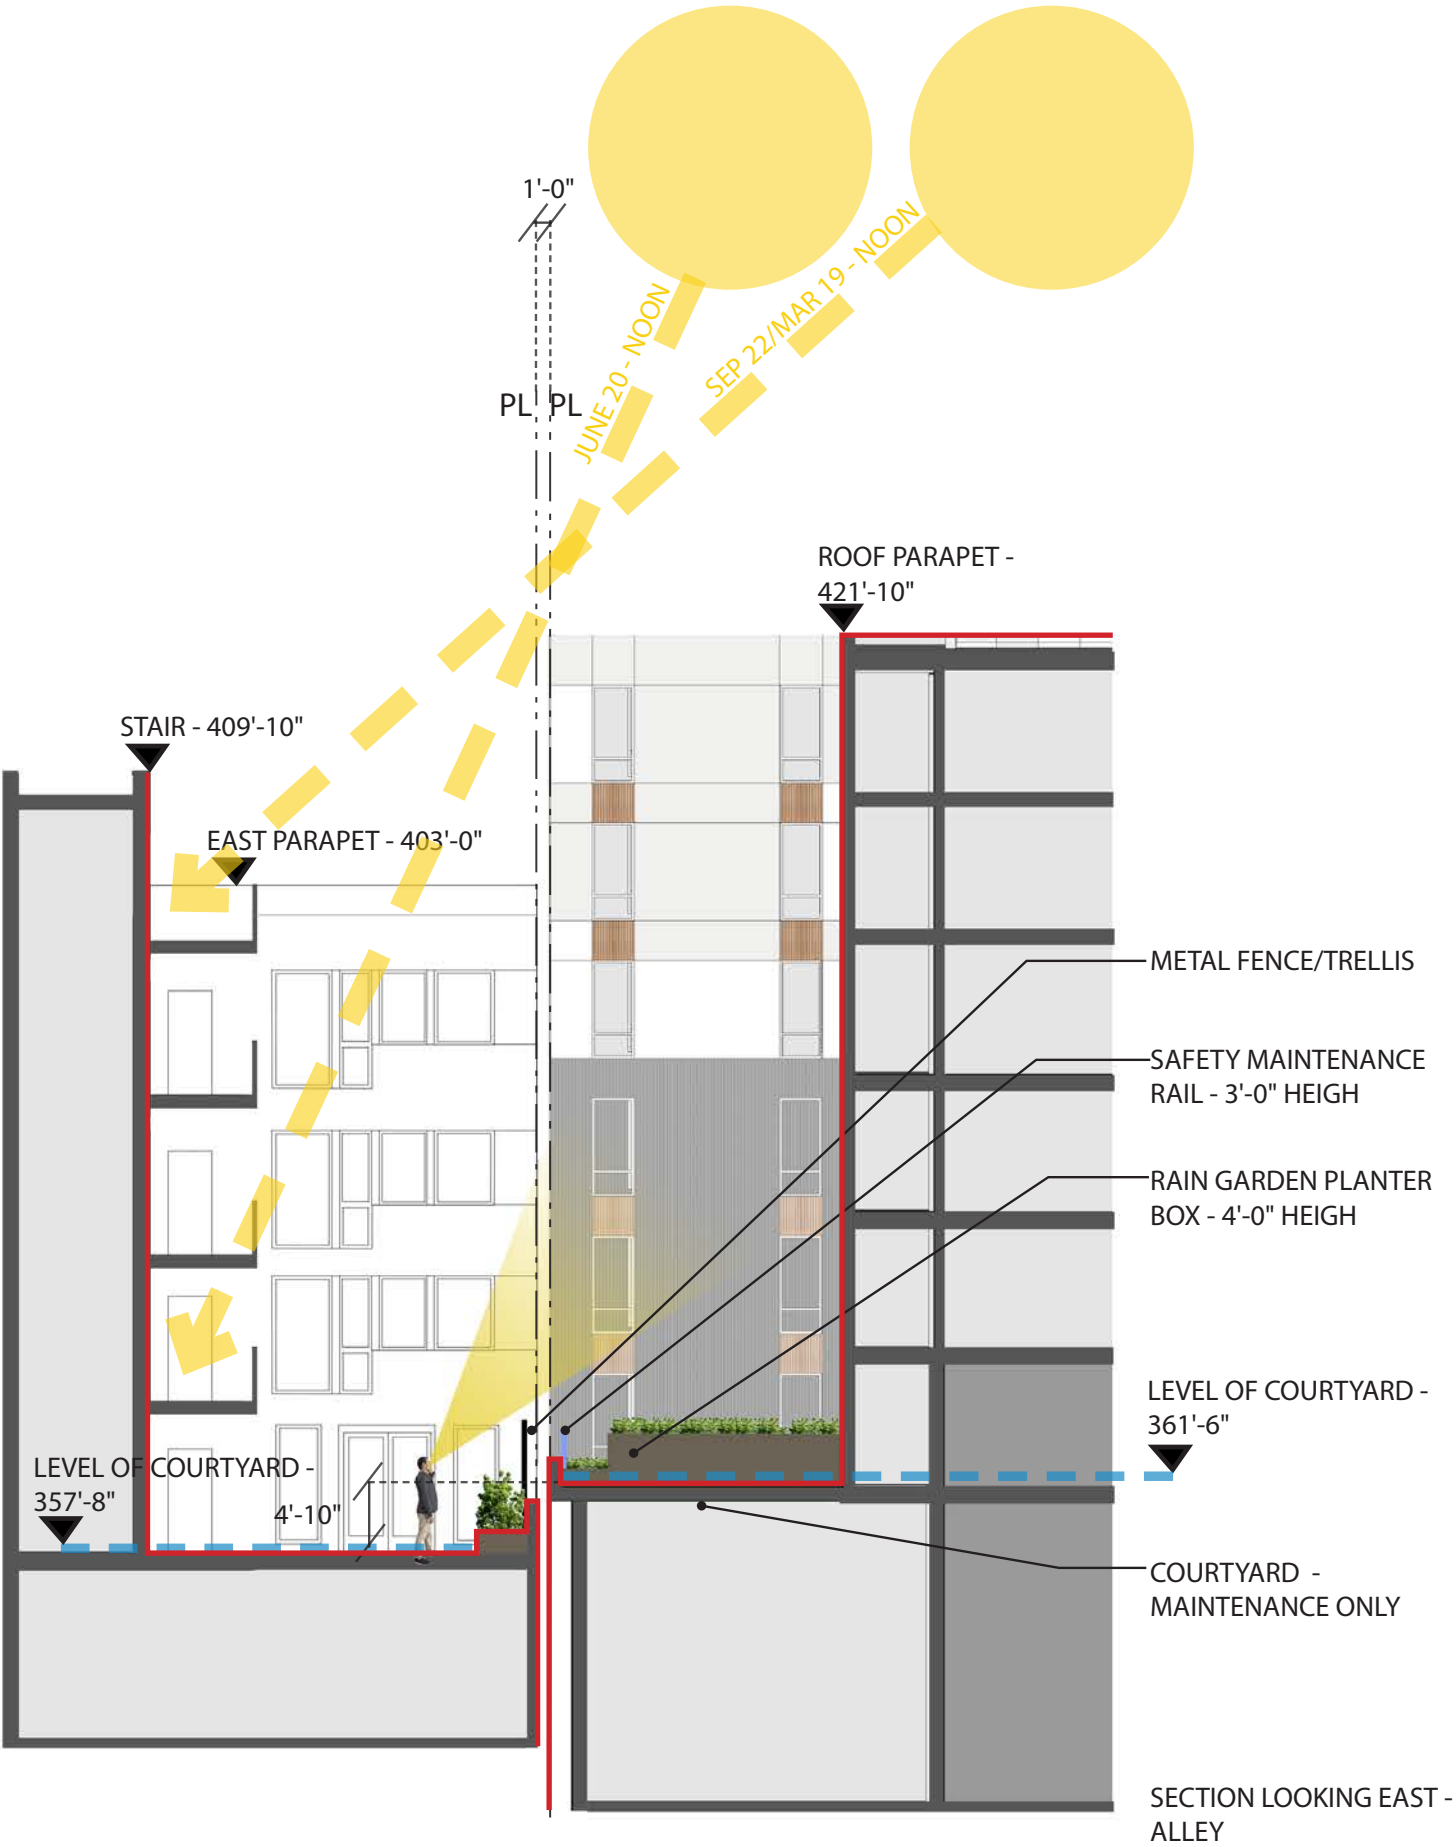 1'-0"
JUNE 20 - NOON
SEP 22/MAR 19 - NOON
PL PL
ROOF PARAPET -
421'-10"
STAIR - 409'-10"
EAST PARAPET - 403'-0"
METAL FENCE/TRELLIS
SAFETY MAINTENANCE
RAIL - 3'-0" HEIGH
RAIN GARDEN PLANTER
BOX - 4'-0" HEIGH
LEVEL OF COURTYARD -
361'-6"
LEVEL OF COURTYARD -
357'-8"
4'-10"
COURTYARD -
MAINTENANCE ONLY
SECTION LOOKING EAST -
ALLEY